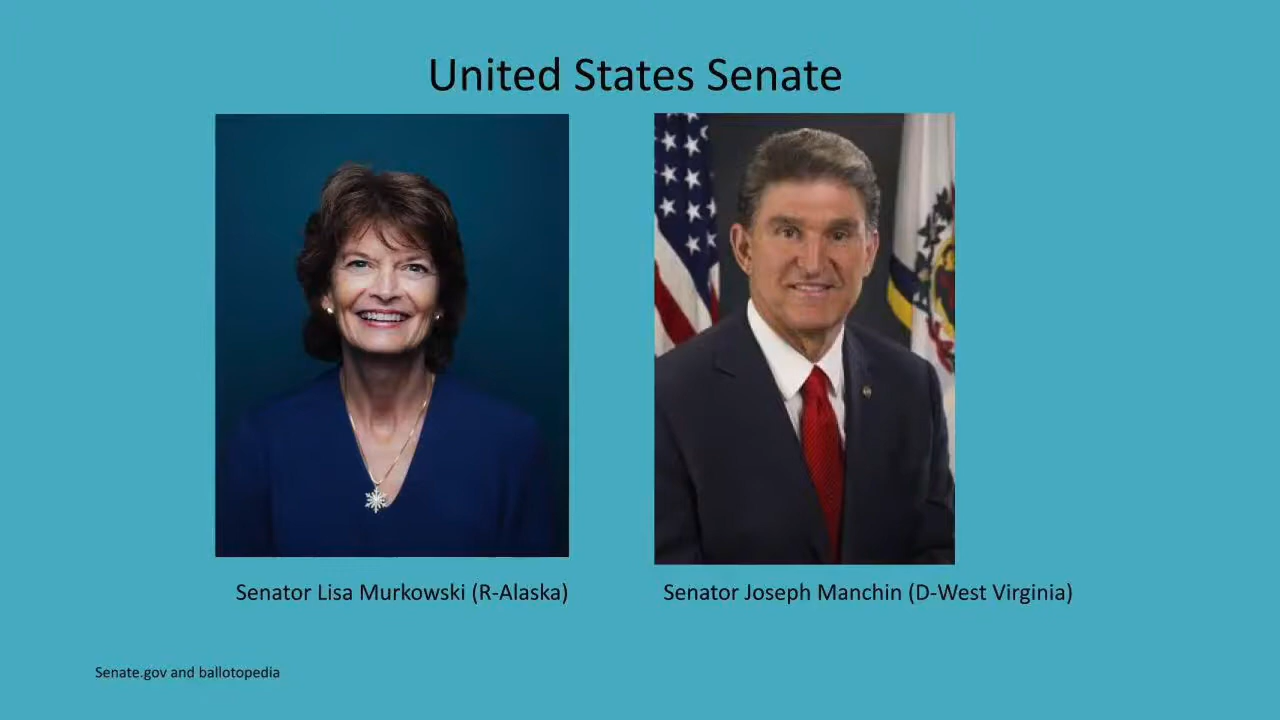 United States Senate
Senator Lisa Murkowski (R-Alaska)
Senator Joseph Manchin (D-West Virginia)
Senate.gov and ballotopedia